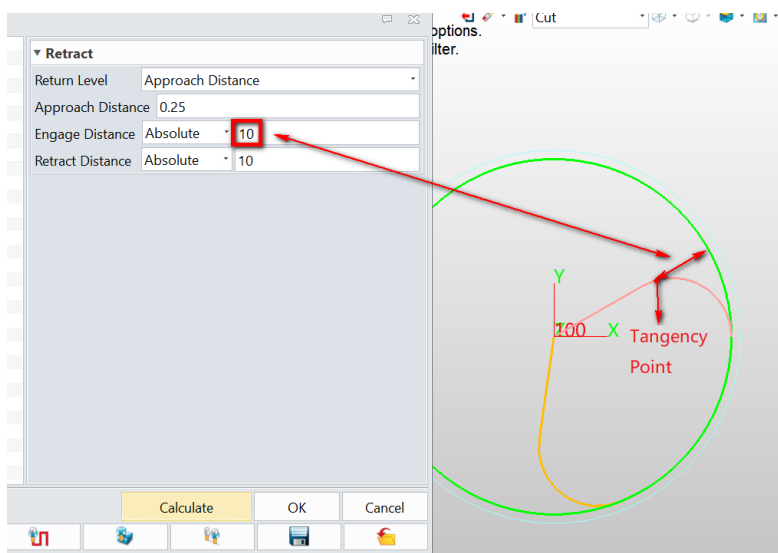 Cut
options.
ilter.
Retract
Return Level Approach Distance
Approach Distance 0.25
Engage Distance Absolute 10
Retract Distance Absolute 10
Y
100 X
Tangency
Point
Calculate OK Cancel